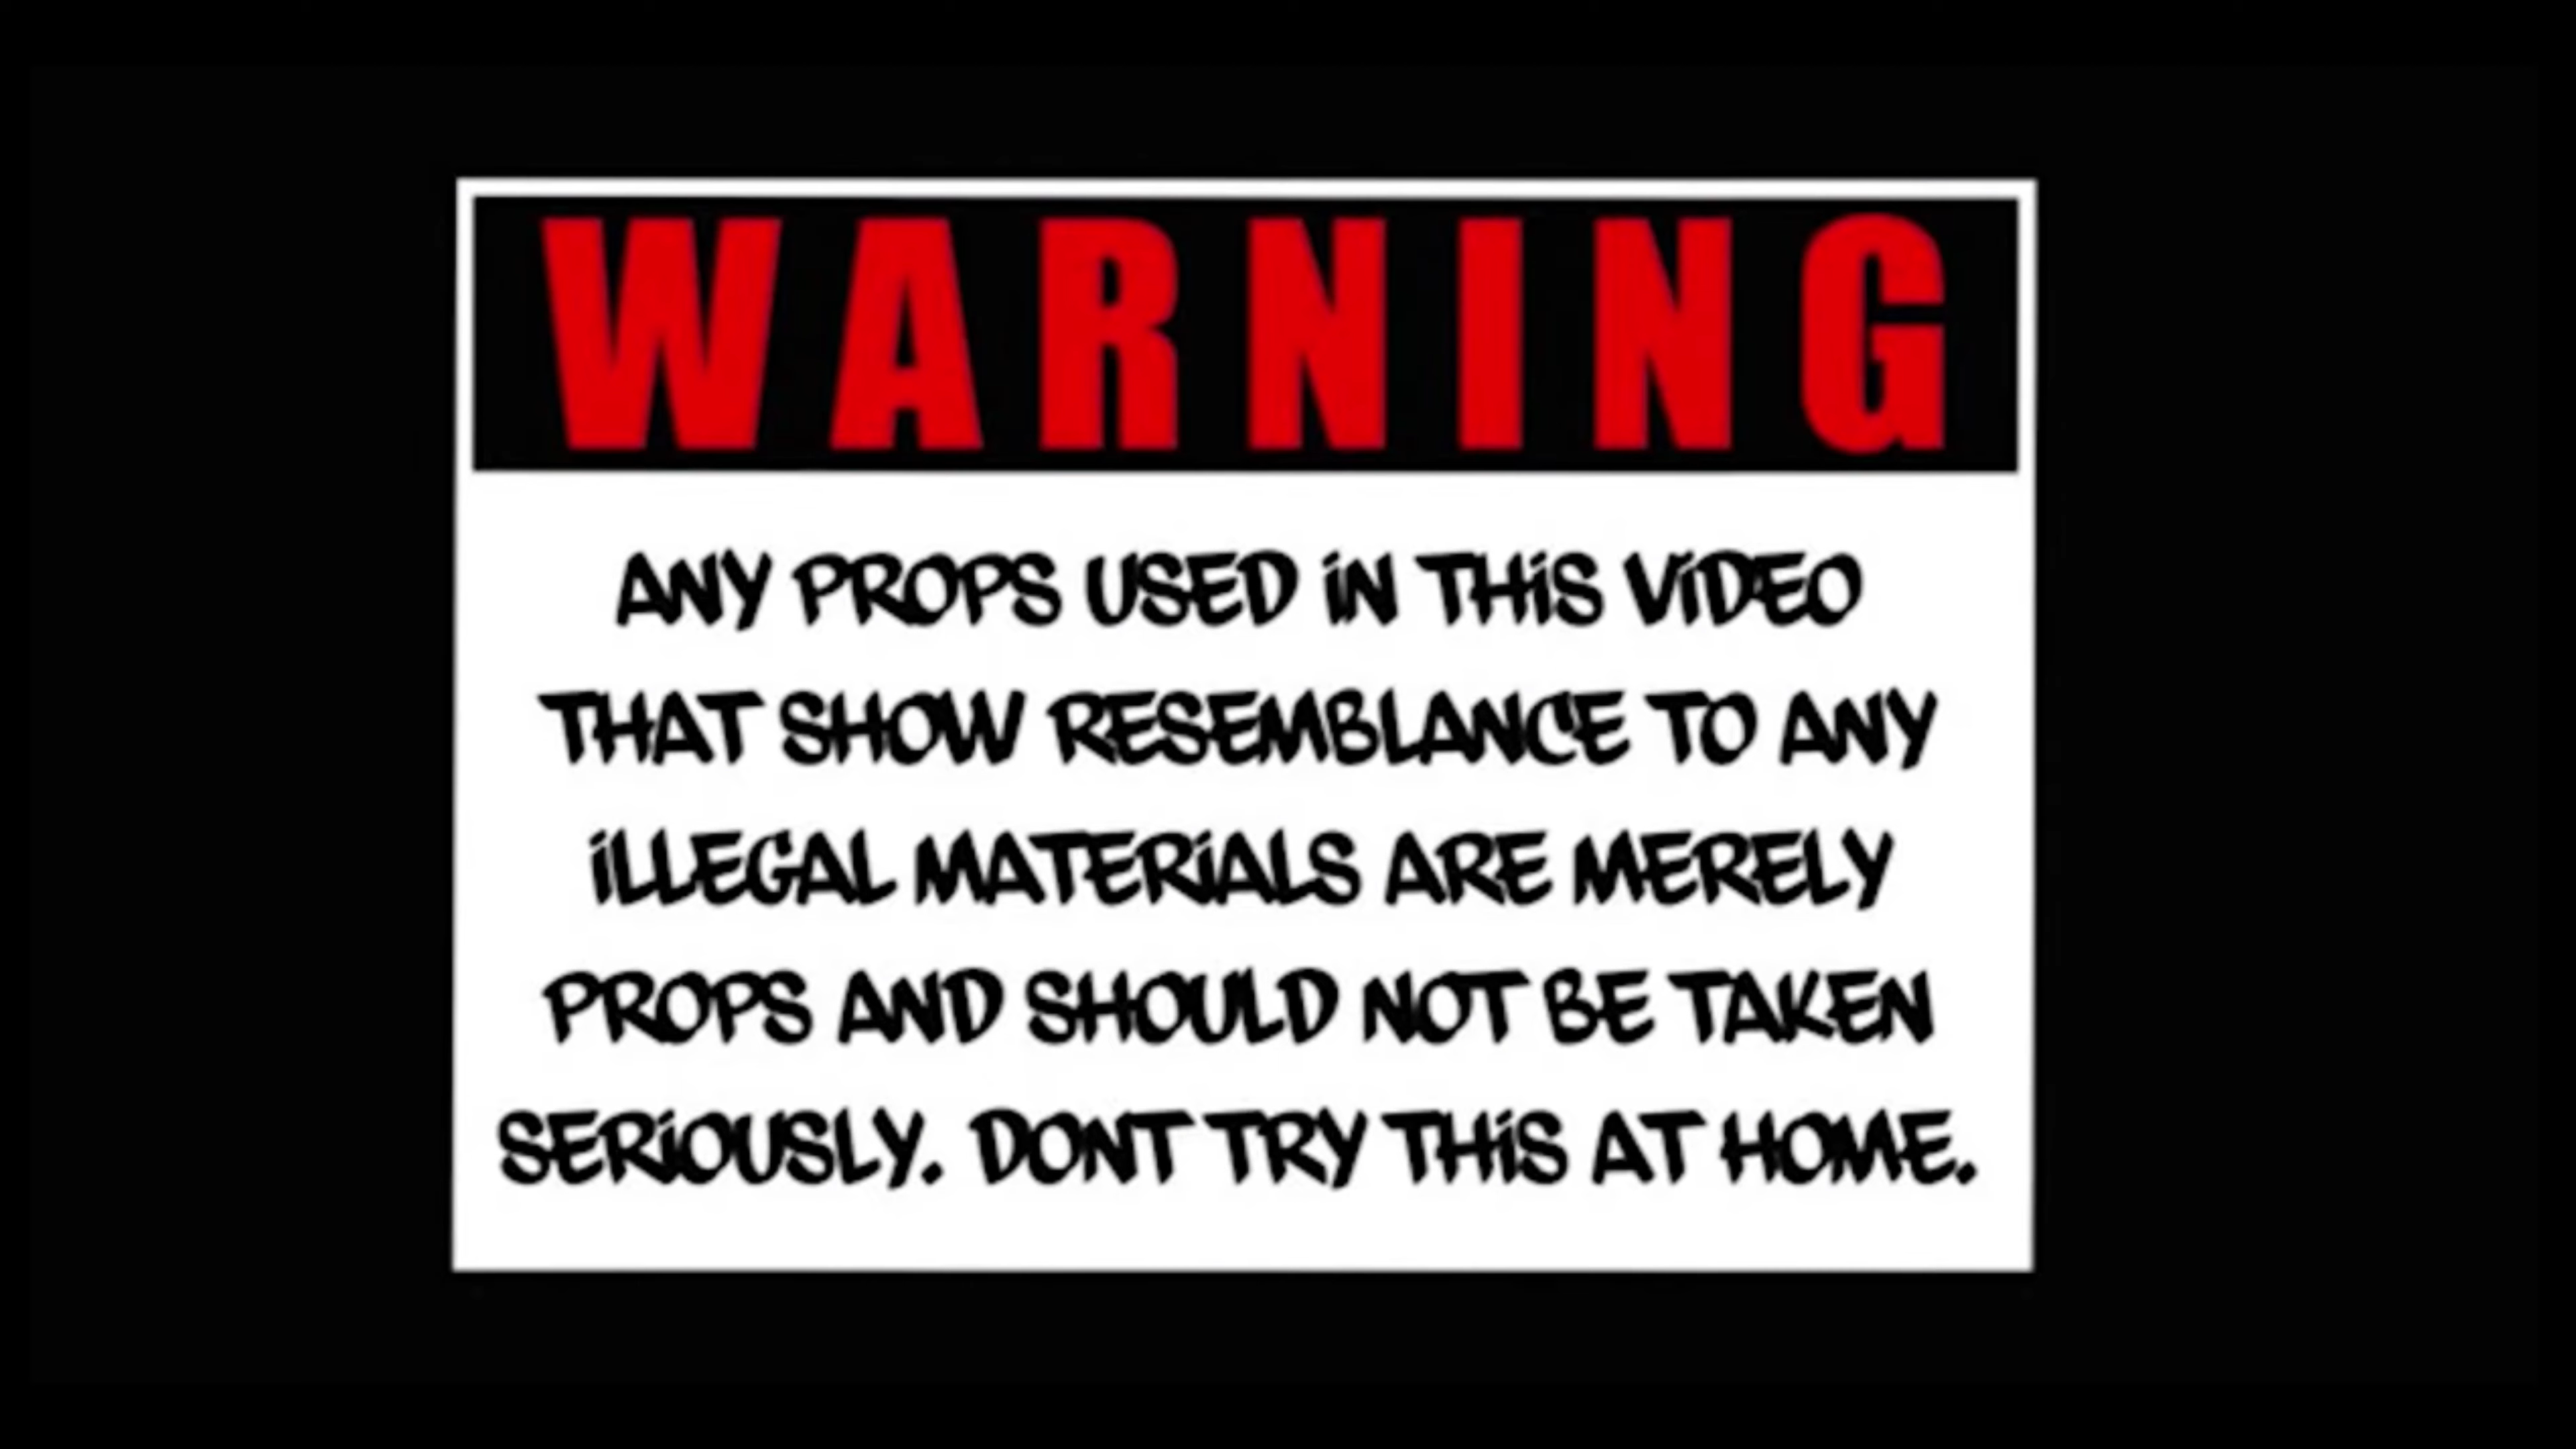 WARNING
ANY PROPS USED iN THiS ViDEO
THAT SHOW RESEMBLANCE TO ANY
iLLEGAL MATERiALS ARE MERELY
PROPS AND SHOULD NOT BE TAKEN
SERiOUSLY. DONT TRY THiS AT HOME.